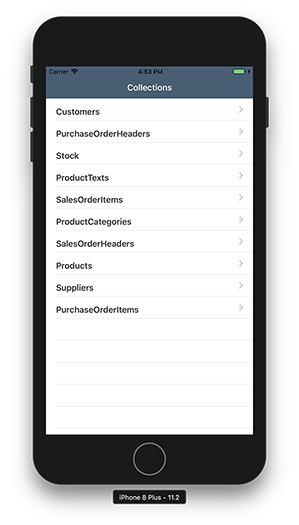 Carrier 4:53 PM
Collections
Customers
PurchaseOrderHeaders
Stock
ProductTexts
SalesOrderItems
ProductCategories
SalesOrderHeaders
Products
Suppliers
PurchaseOrderItems
iPhone 8 Plus - 11.2